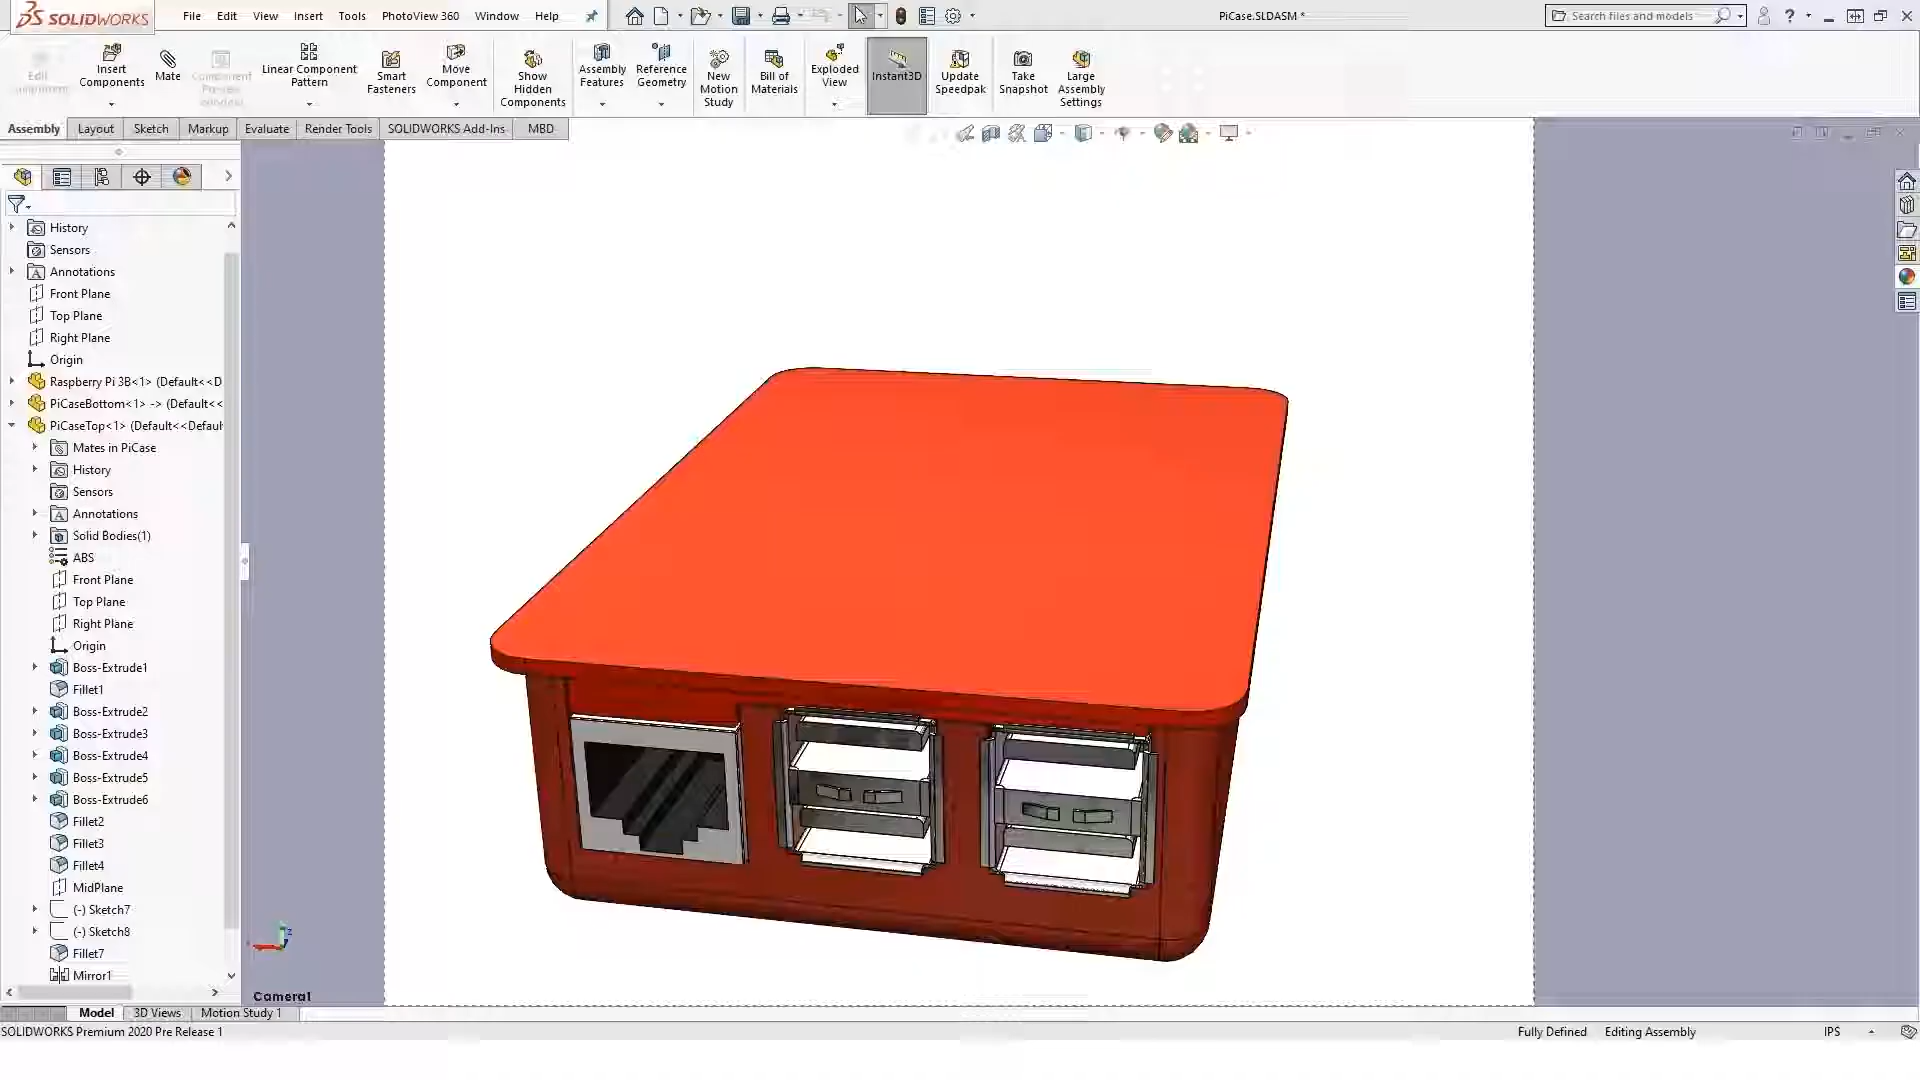 SOLIDWORKS
File Edit View Insert Tools PhotoView 360 Window Help
PiCase.SLDASM *
Search files and models
Edit Component
Insert Components
Mate
Component Preview Window
Linear Component Pattern
Smart Fasteners
Move Component
Show Hidden Components
Assembly Features
Reference Geometry
New Motion Study
Bill of Materials
Exploded View
Instant3D
Update Speedpak
Take Snapshot
Large Assembly Settings
Assembly Layout Sketch Markup Evaluate Render Tools SOLIDWORKS Add-Ins MBD
History
Sensors
Annotations
Front Plane
Top Plane
Right Plane
Origin
Raspberry Pi 3B<1> (Default<<D
PiCaseBottom<1> -> (Default<<
PiCaseTop<1> (Default<<Defaul
Mates in PiCase
History
Sensors
Annotations
Solid Bodies(1)
ABS
Front Plane
Top Plane
Right Plane
Origin
Boss-Extrude1
Fillet1
Boss-Extrude2
Boss-Extrude3
Boss-Extrude4
Boss-Extrude5
Boss-Extrude6
Fillet2
Fillet3
Fillet4
MidPlane
(-) Sketch7
(-) Sketch8
Fillet7
Mirror1
Camera1
Model 3D Views Motion Study 1
SOLIDWORKS Premium 2020 Pre Release 1
Fully Defined Editing Assembly IPS